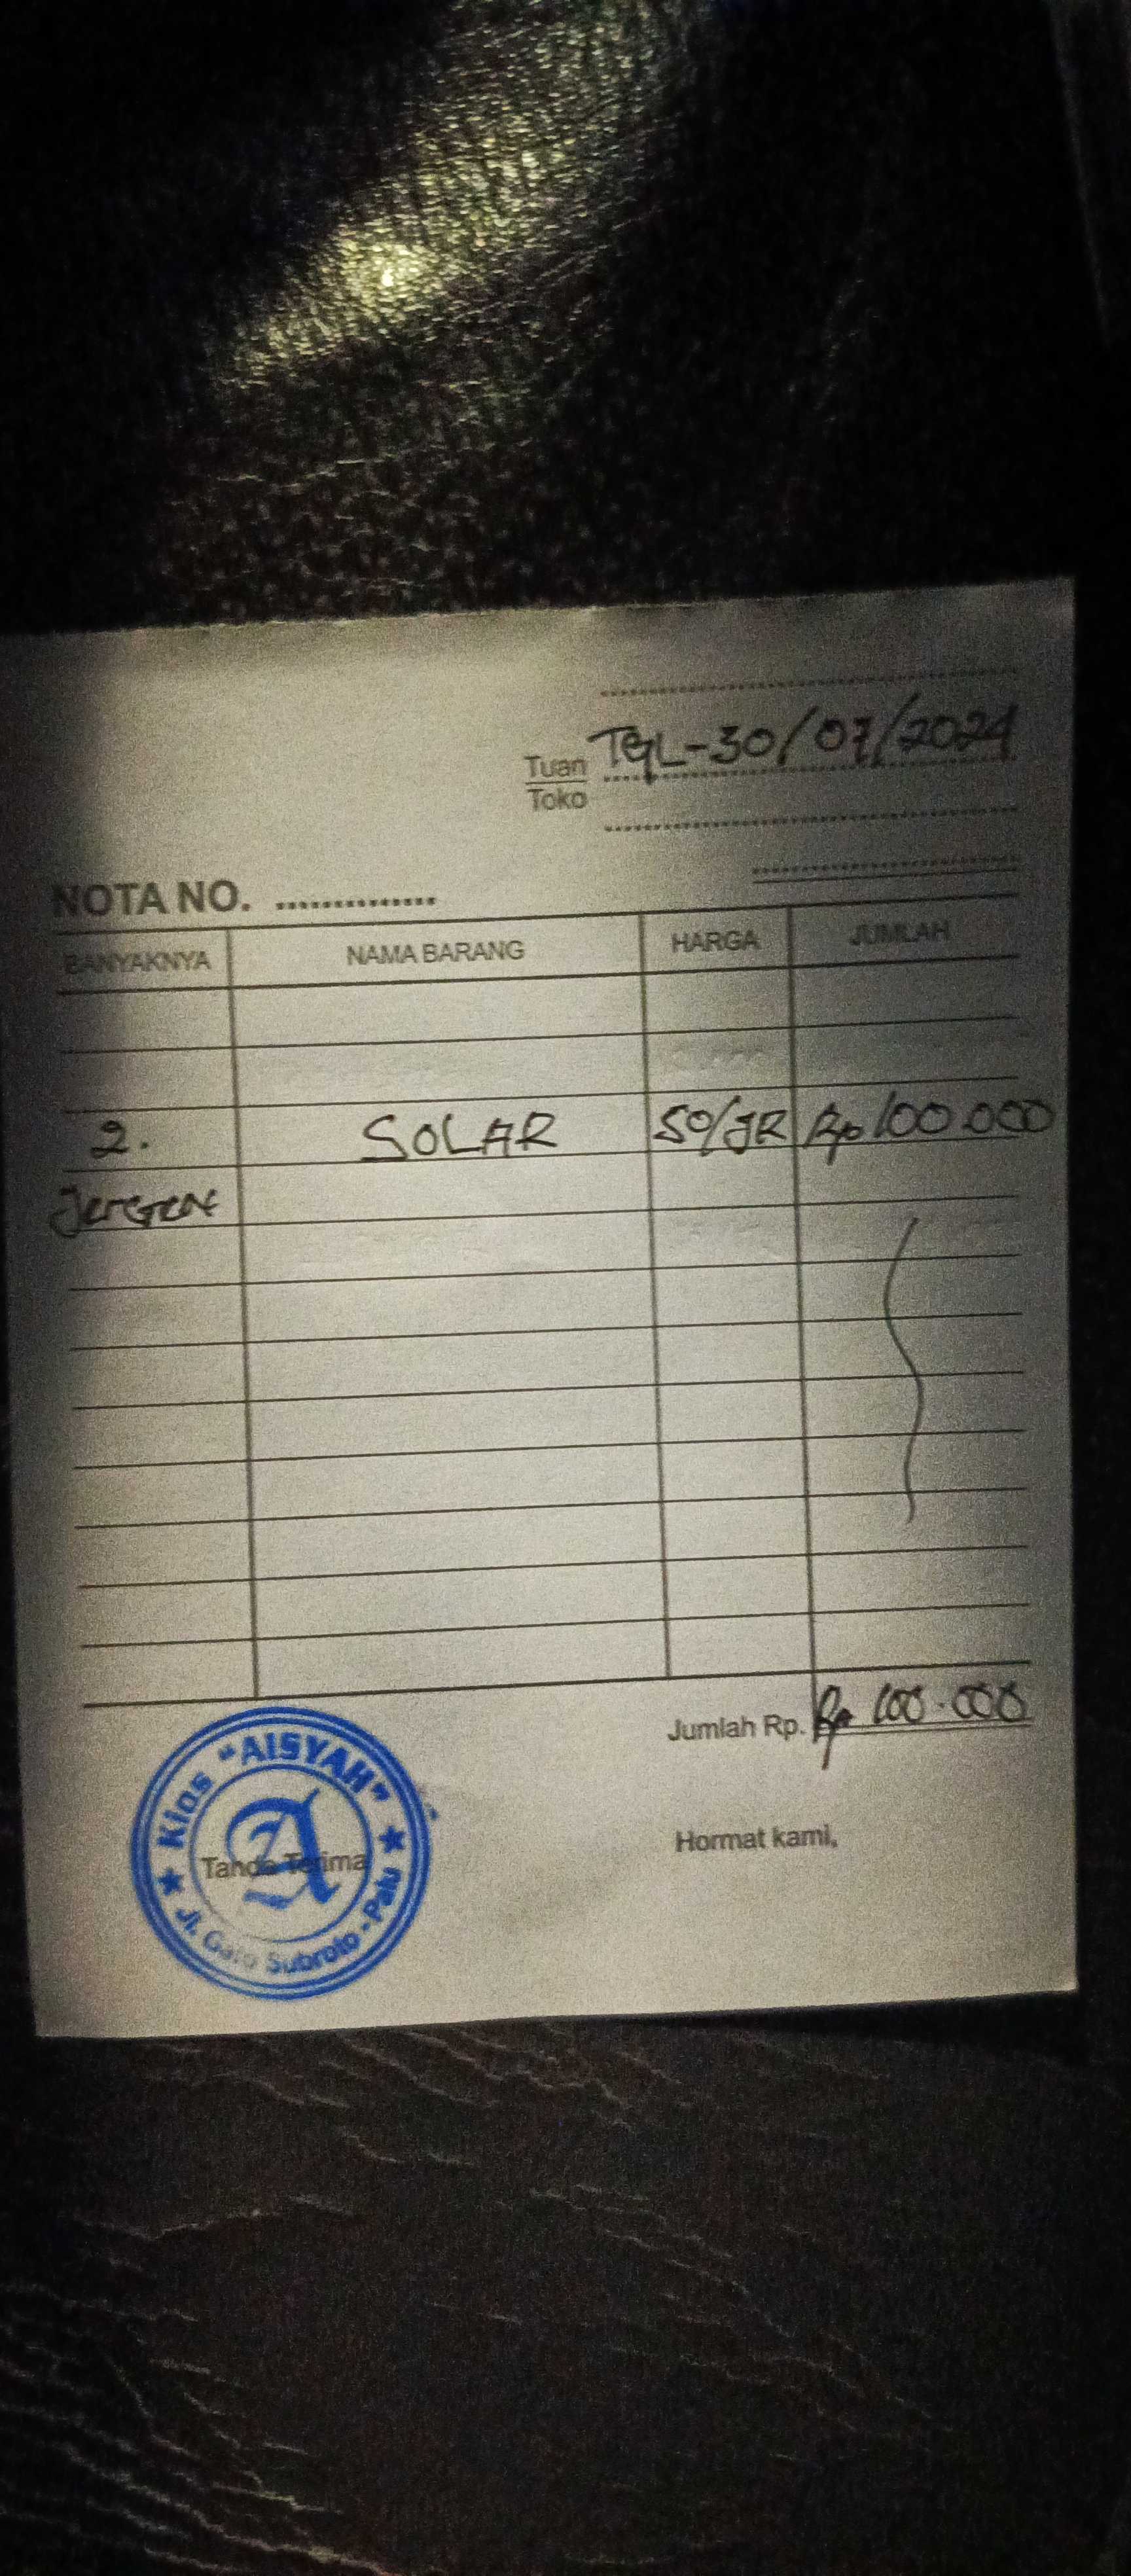 TGL-30/07/2024
Tuan
Toko
NOTA NO. ...............
BANYAKNYA NAMA BARANG HARGA JUMLAH
2. SOLAR 50/JR Rp 100.000
Jergen
Jumlah Rp. Rp 100.000
Tanda Terima Hormat kami,
Kios "AISYAH"
A
Jl. Gato Subroto - Palu